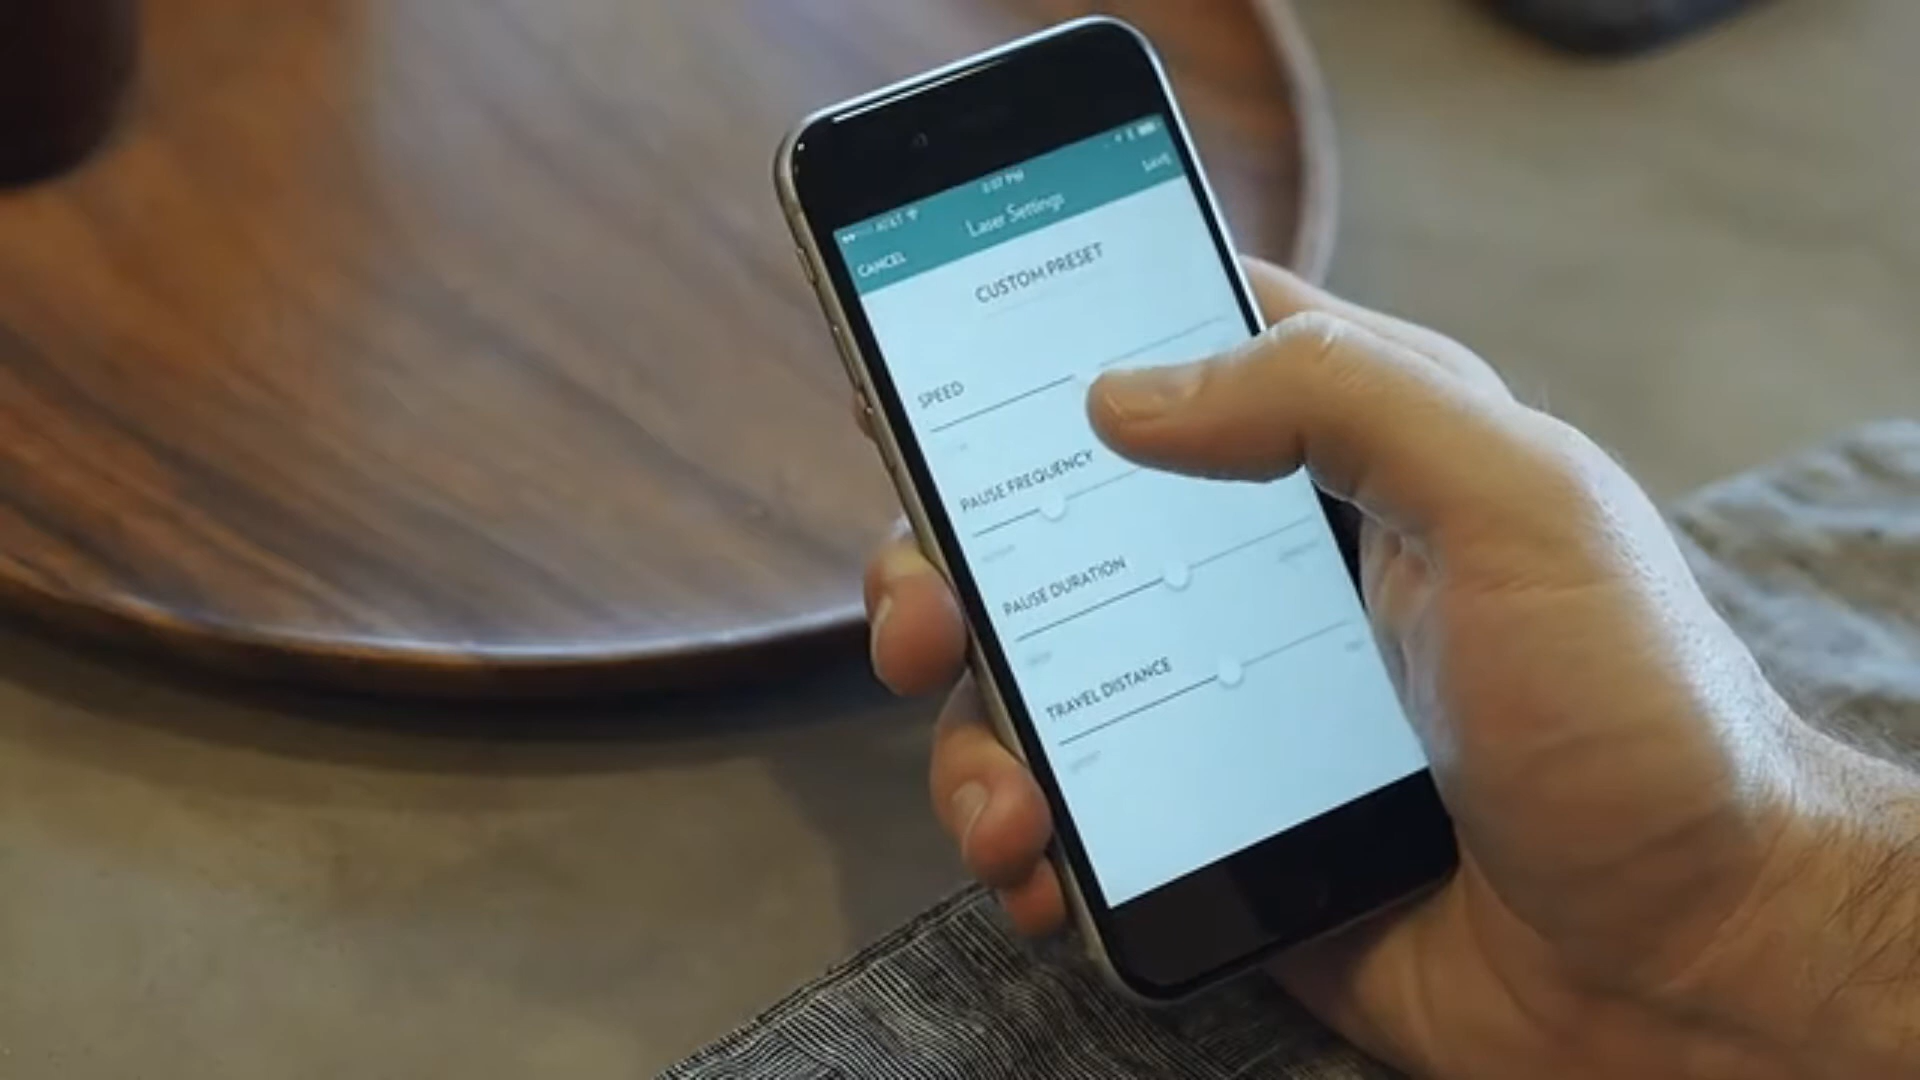 AT&T
SAVE
CANCEL
Laser Settings
CUSTOM PRESET
SPEED
PAUSE FREQUENCY
PAUSE DURATION
TRAVEL DISTANCE